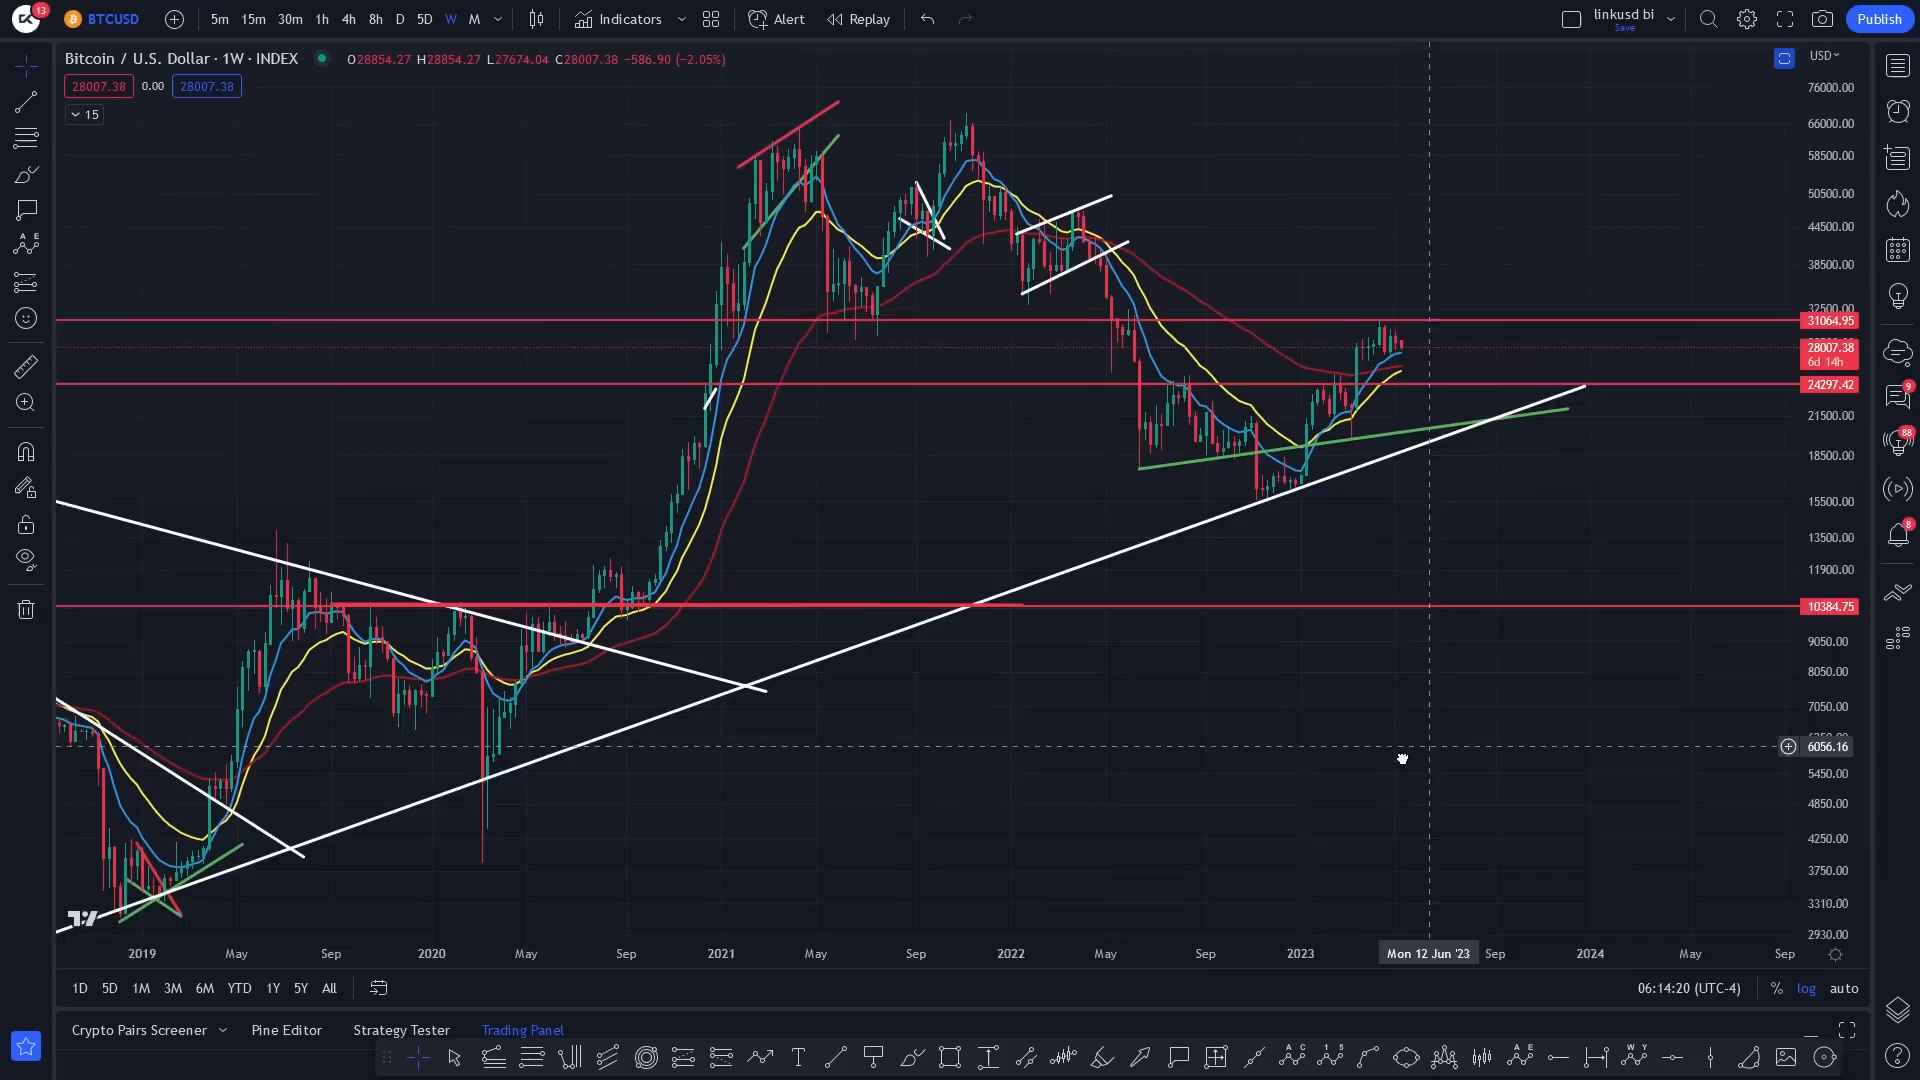 13
BTCUSD
5m 15m 30m 1h 4h 8h D 5D W M
Indicators
Alert
Replay
linkusd bi
Save
Publish
Bitcoin / U.S. Dollar · 1W · INDEX
O28854.27 H28854.27 L27674.04 C28007.38 −586.90 (−2.05%)
28007.38 0.00 28007.38
15
USD
76000.00
66000.00
58500.00
50500.00
44500.00
38500.00
32500.00
31064.95
28007.38
6d 14h
24297.42
21500.00
18500.00
15500.00
13500.00
11900.00
10384.75
9050.00
8050.00
7050.00
6056.16
5450.00
4850.00
4250.00
3750.00
3310.00
2930.00
9
88
8
2019 May Sep 2020 May Sep 2021 May Sep 2022 May Sep 2023 Mon 12 Jun '23 Sep 2024 May Sep
1D 5D 1M 3M 6M YTD 1Y 5Y All
06:14:20 (UTC-4) % log auto
Crypto Pairs Screener Pine Editor Strategy Tester Trading Panel